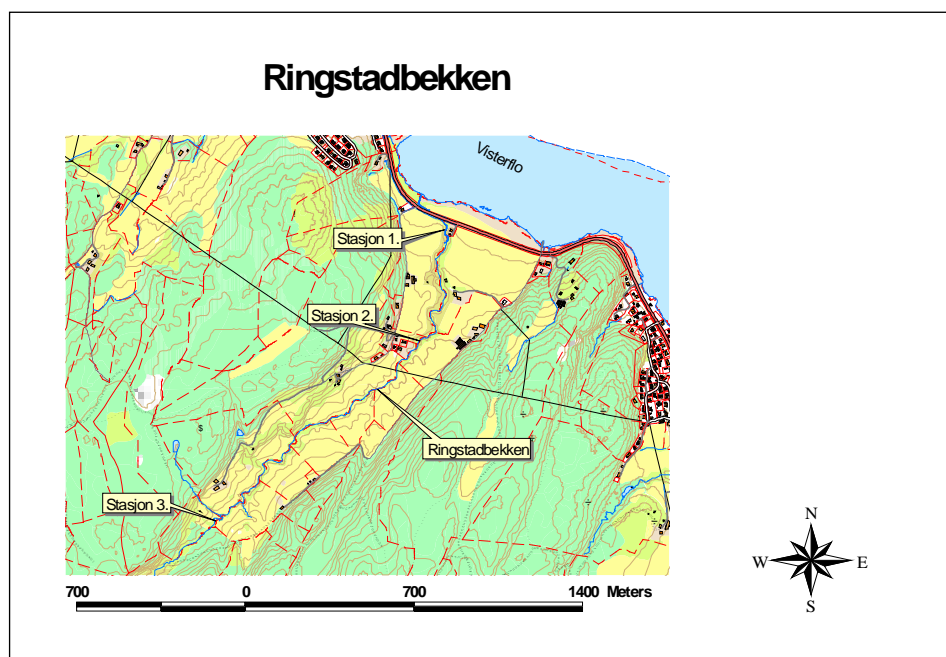 Ringstadbekken
Visterflo
Stasjon 1.
Stasjon 2.
Ringstadbekken
Stasjon 3.
700 0 700 1400 Meters
N
W E
S